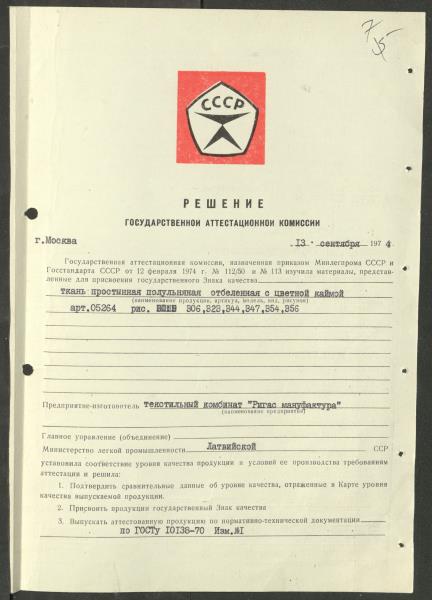 7
35
СССР
РЕШЕНИЕ
ГОСУДАРСТВЕННОЙ АТТЕСТАЦИОННОЙ КОМИССИИ
г.Москва 13 · сентября 1974
Государственная аттестационная комиссия, назначенная приказом Минлегпрома СССР и
Госстандарта СССР от 12 февраля 1974 г. № 112/50 и № 113 изучила материалы, представ-
ленные для присвоения государственного Знака качества
ткань простынная полульняная отбеленная с цветной каймой
(наименование продукции, артикул, модель, вид, рисунок)
арт.05264 рис. 306,323,344,347,354,356
Предприятие-изготовитель текстильный комбинат "Ригас мануфактура"
(наименование предприятия)
Главное управление (объединение)
Министерство легкой промышленности Латвийской ССР
установила соответствие уровня качества продукции и условий ее производства требованиям
аттестации и решила:
1. Подтвердить сравнительные данные об уровне качества, отраженные в Карте уровня
качества выпускаемой продукции.
2. Присвоить продукции государственный Знак качества
3. Выпускать аттестованную продукцию по нормативно-технической документации
по ГОСТу 10138-70 Изм.№1